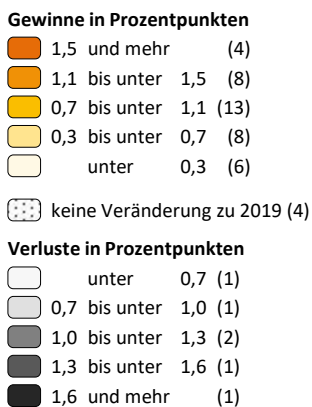 Gewinne in Prozentpunkten
1,5 und mehr (4)
1,1 bis unter 1,5 (8)
0,7 bis unter 1,1 (13)
0,3 bis unter 0,7 (8)
unter 0,3 (6)
keine Veränderung zu 2019 (4)
Verluste in Prozentpunkten
unter 0,7 (1)
0,7 bis unter 1,0 (1)
1,0 bis unter 1,3 (2)
1,3 bis unter 1,6 (1)
1,6 und mehr (1)